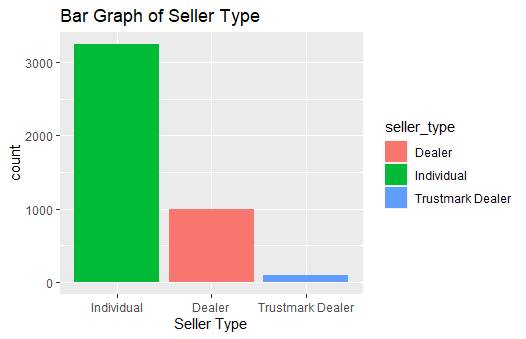 Bar Graph of Seller Type
count
3000
2000
1000
0
Individual
Dealer
Trustmark Dealer
Seller Type
seller_type
Dealer
Individual
Trustmark Dealer